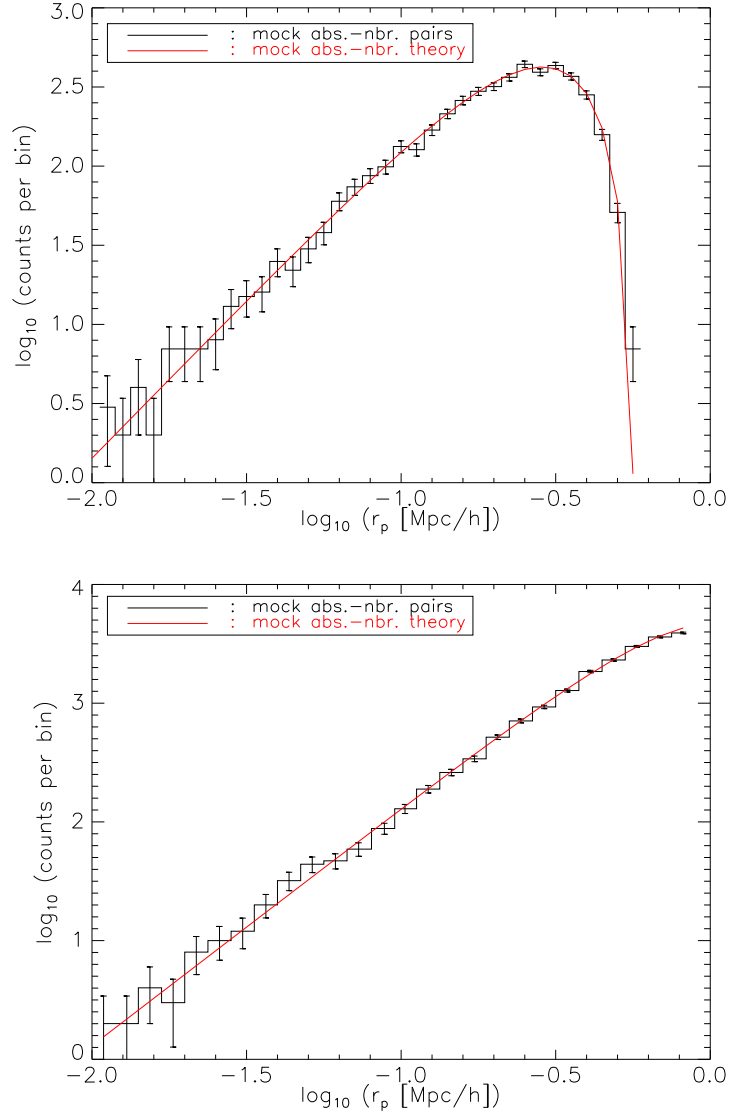 3.0
: mock abs.-nbr. pairs
: mock abs.-nbr. theory
2.5
2.0
1.5
1.0
0.5
0.0
log10 (counts per bin)
−2.0 −1.5 −1.0 −0.5 0.0
log10 (rp [Mpc/h])
4
: mock abs.-nbr. pairs
: mock abs.-nbr. theory
3
2
1
0
log10 (counts per bin)
−2.0 −1.5 −1.0 −0.5 0.0
log10 (rp [Mpc/h])